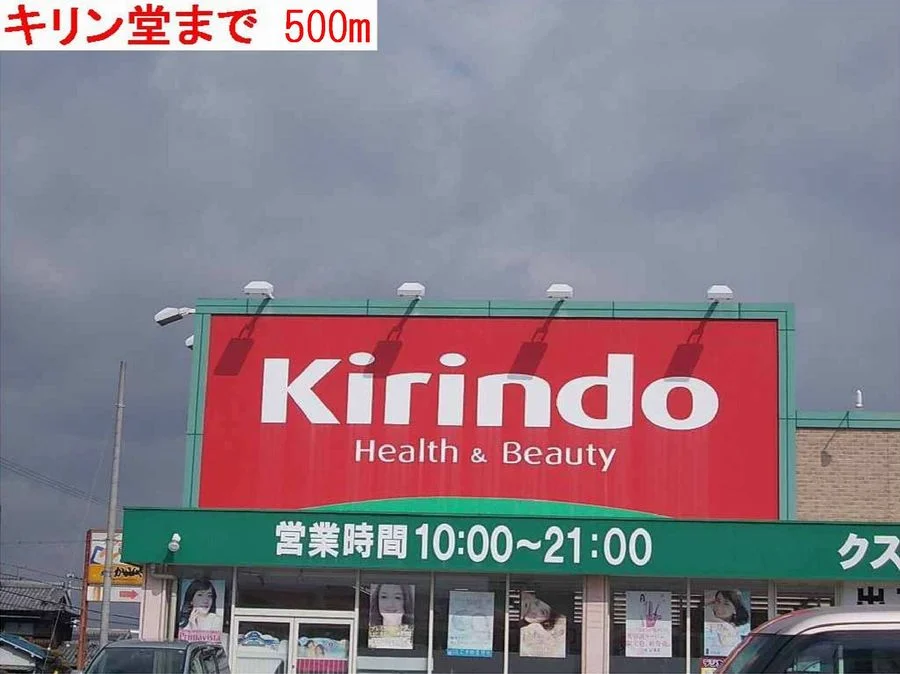 キリン堂まで 500m
Kirindo
Health & Beauty
営業時間10:00～21:00
クス